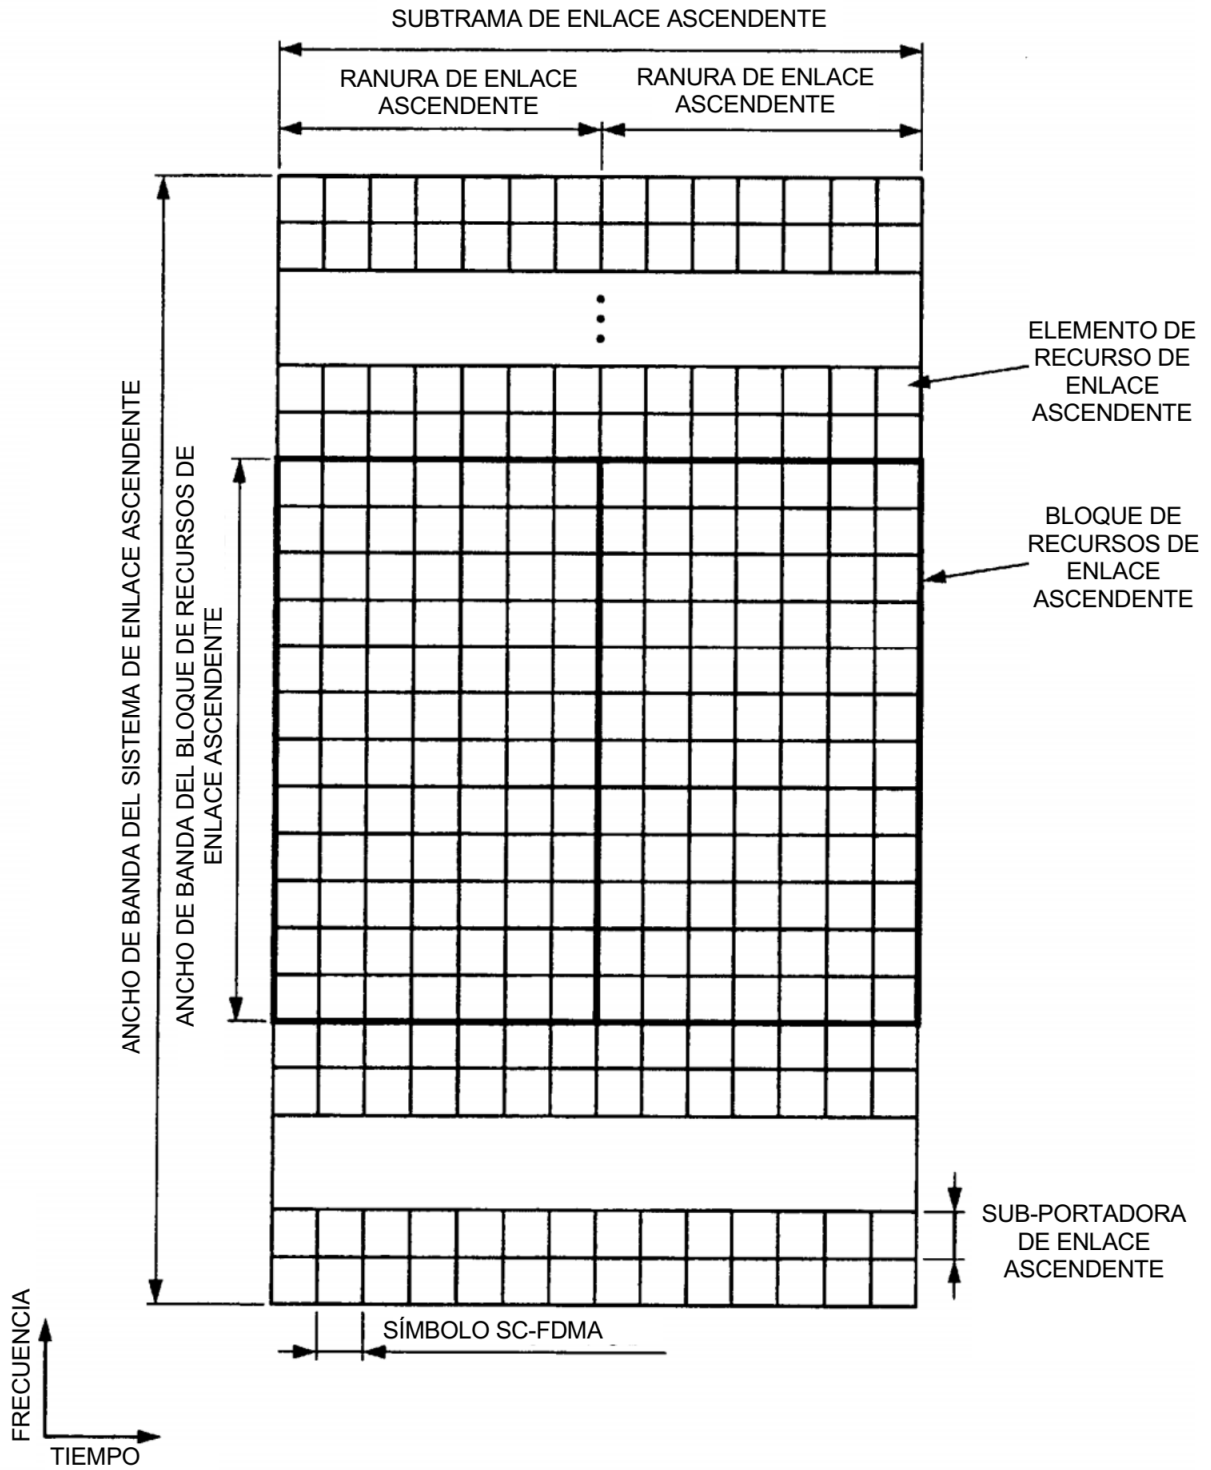 SUBTRAMA DE ENLACE ASCENDENTE
RANURA DE ENLACE
ASCENDENTE
RANURA DE ENLACE
ASCENDENTE
ELEMENTO DE
RECURSO DE
ENLACE
ASCENDENTE
BLOQUE DE
RECURSOS DE
ENLACE
ASCENDENTE
ANCHO DE BANDA DEL SISTEMA DE ENLACE ASCENDENTE
ANCHO DE BANDA DEL BLOQUE DE RECURSOS DE
ENLACE ASCENDENTE
SUB-PORTADORA
DE ENLACE
ASCENDENTE
SÍMBOLO SC-FDMA
FRECUENCIA
TIEMPO